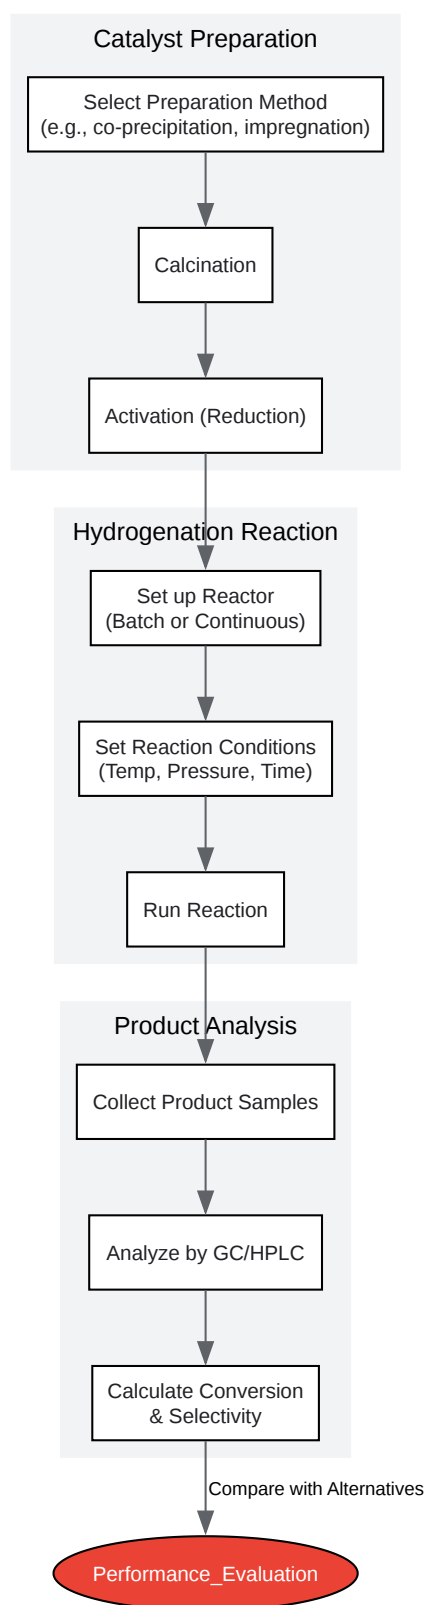 Catalyst Preparation
Select Preparation Method
(e.g., co-precipitation, impregnation)
Calcination
Activation (Reduction)
Hydrogenation Reaction
Set up Reactor
(Batch or Continuous)
Set Reaction Conditions
(Temp, Pressure, Time)
Run Reaction
Product Analysis
Collect Product Samples
Analyze by GC/HPLC
Calculate Conversion
& Selectivity
Compare with Alternatives
Performance_Evaluation